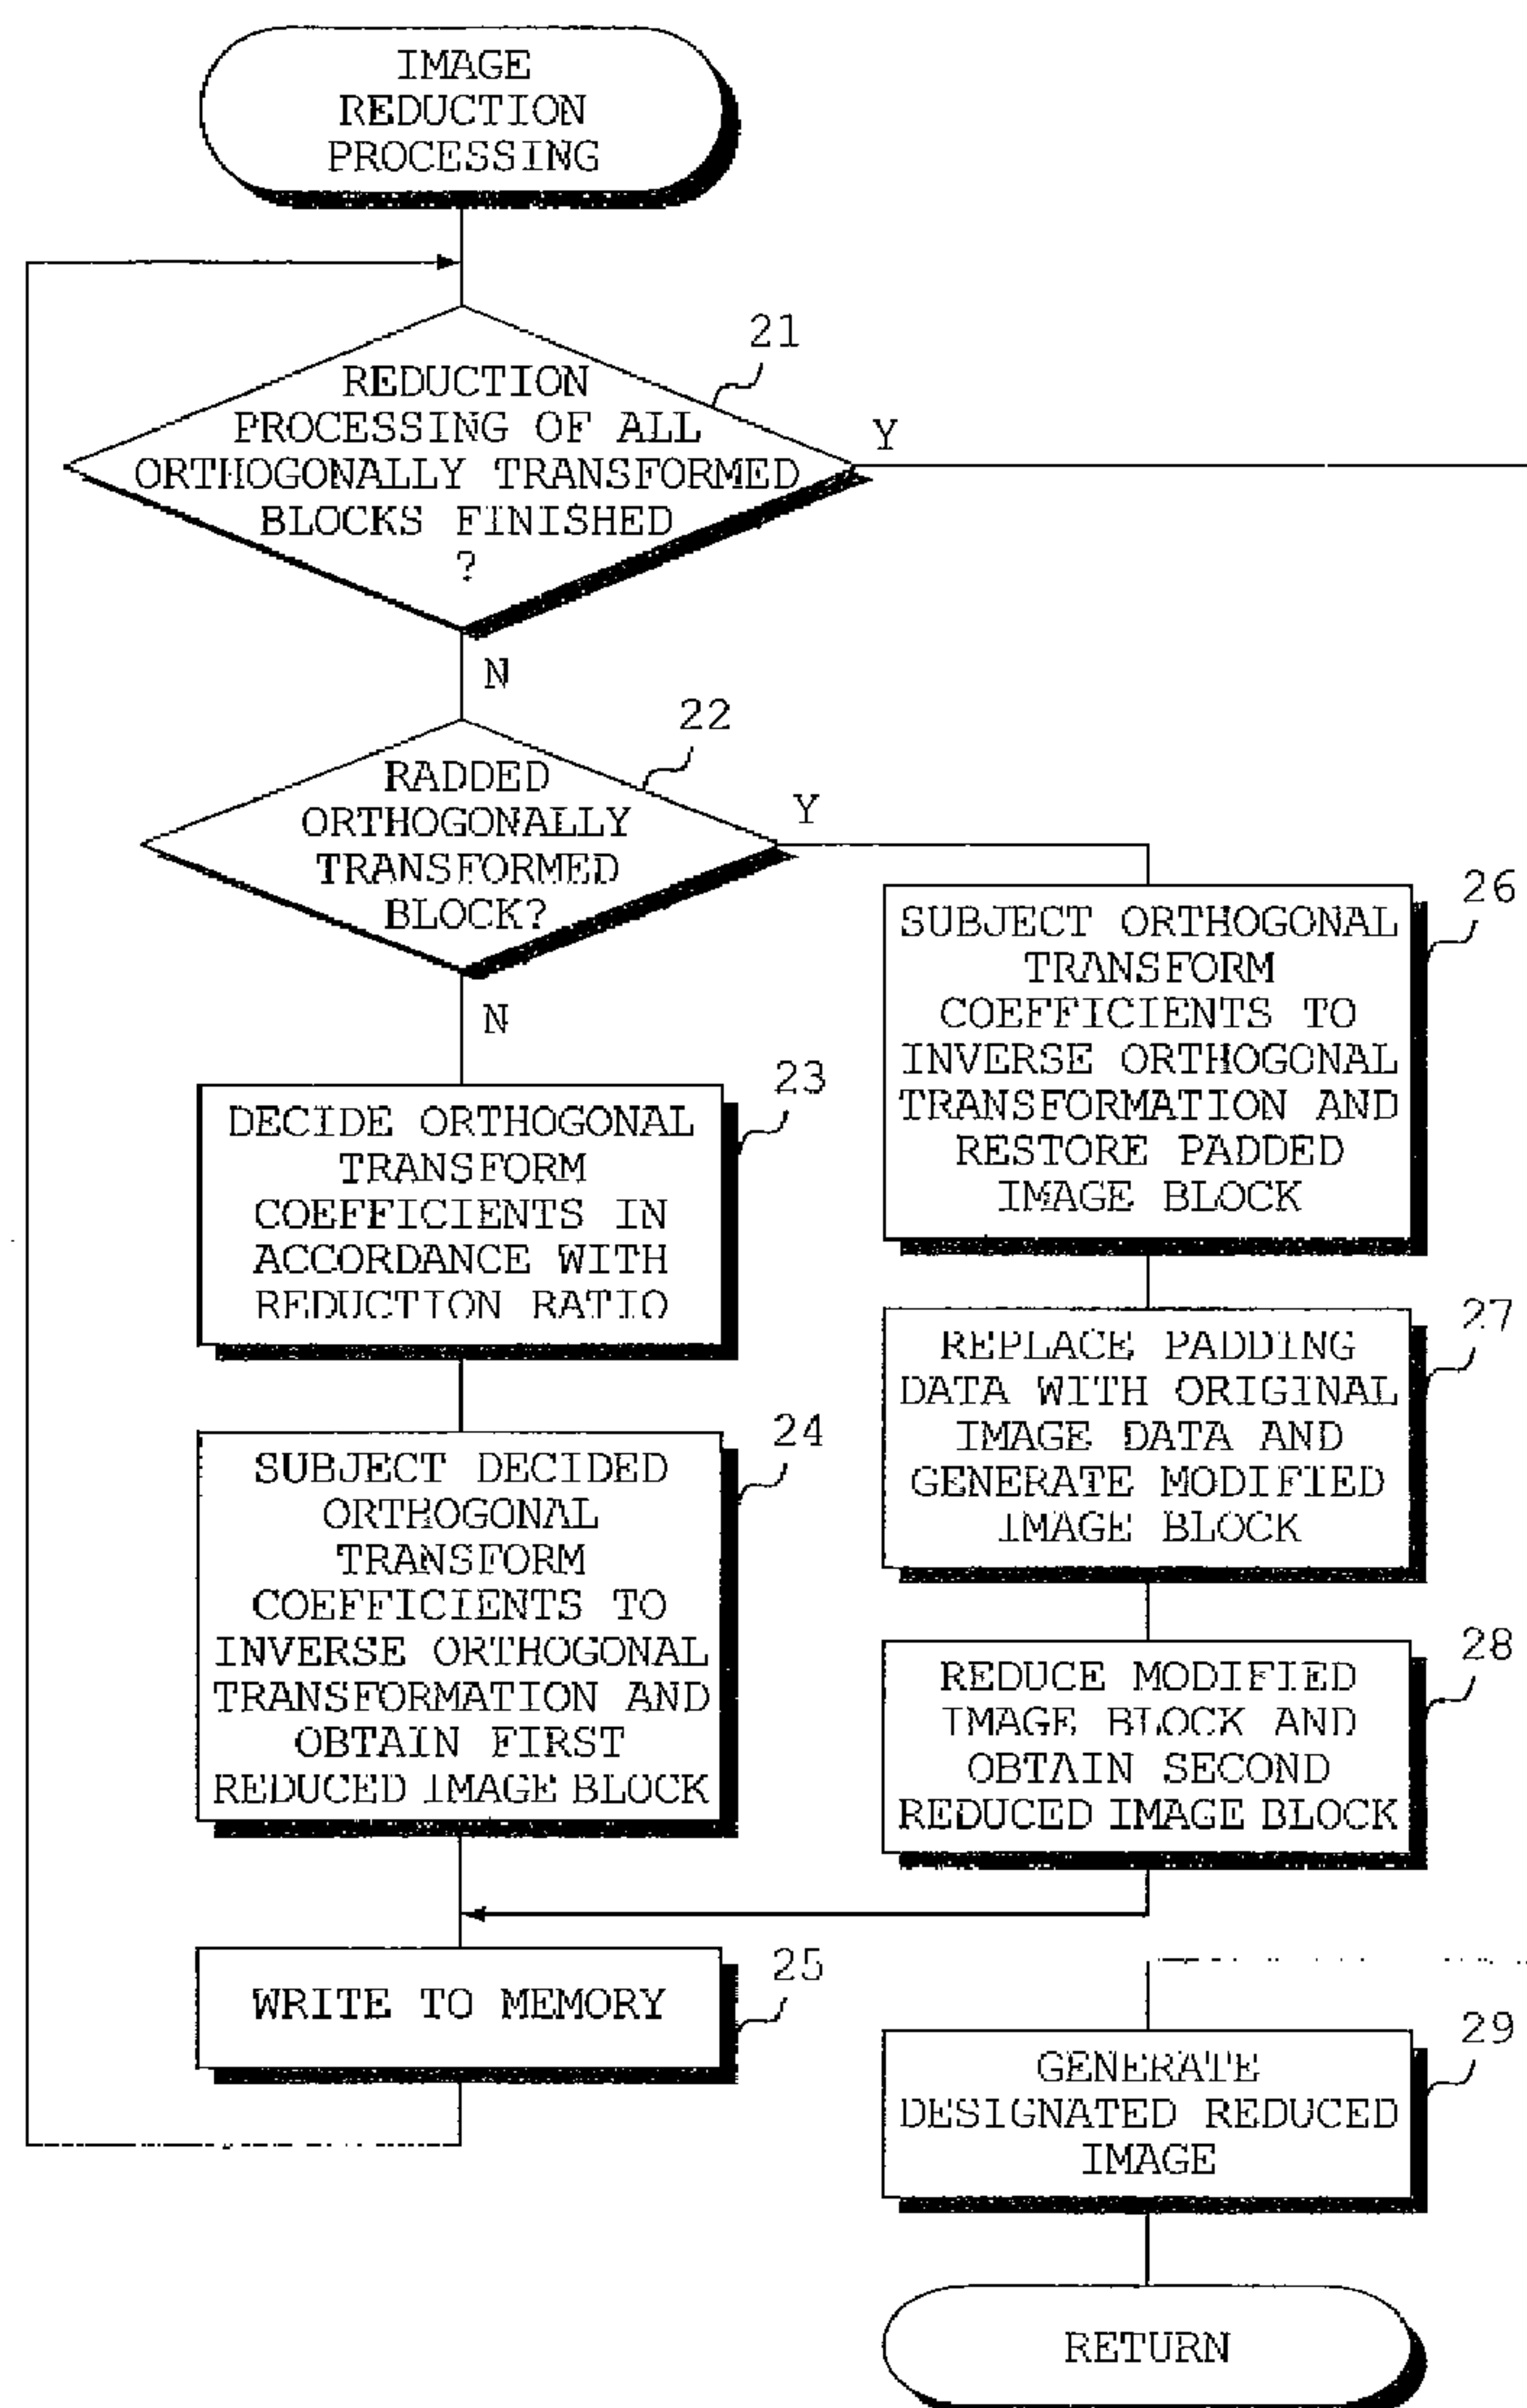 IMAGE
REDUCTION
PROCESSING
21
REDUCTION
PROCESSING OF ALL
ORTHOGONALLY TRANSFORMED
BLOCKS FINISHED
?
Y
N
22
RADDED
ORTHOGONALLY
TRANSFORMED
BLOCK?
Y
N
23
DECIDE ORTHOGONAL
TRANSFORM
COEFFICIENTS IN
ACCORDANCE WITH
REDUCTION RATIO
24
SUBJECT DECIDED
ORTHOGONAL
TRANSFORM
COEFFICIENTS TO
INVERSE ORTHOGONAL
TRANSFORMATION AND
OBTAIN FIRST
REDUCED IMAGE BLOCK
25
WRITE TO MEMORY
26
SUBJECT ORTHOGONAL
TRANSFORM
COEFFICIENTS TO
INVERSE ORTHOGONAL
TRANSFORMATION AND
RESTORE PADDED
IMAGE BLOCK
27
REPLACE PADDING
DATA WITH ORIGINAL
IMAGE DATA AND
GENERATE MODIFIED
IMAGE BLOCK
28
REDUCE MODIFIED
IMAGE BLOCK AND
OBTAIN SECOND
REDUCED IMAGE BLOCK
29
GENERATE
DESIGNATED REDUCED
IMAGE
RETURN